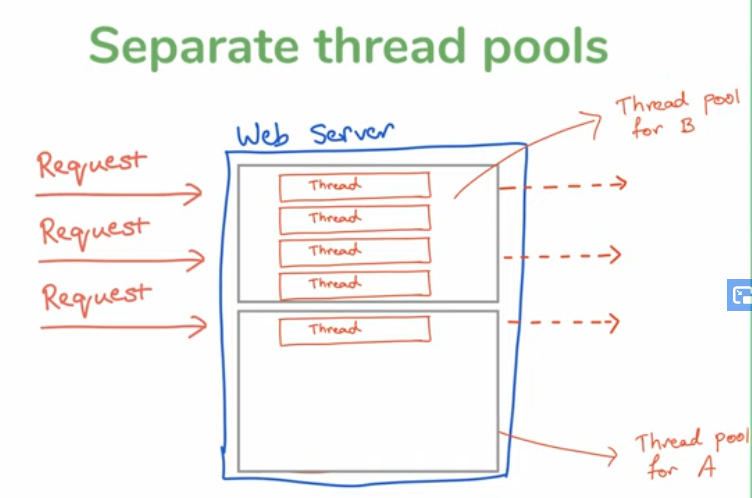 Separate thread pools
Thread pool
for B
Web Server
Request
Thread
Thread
Request
Thread
Request
Thread
Thread
Thread pool
for A